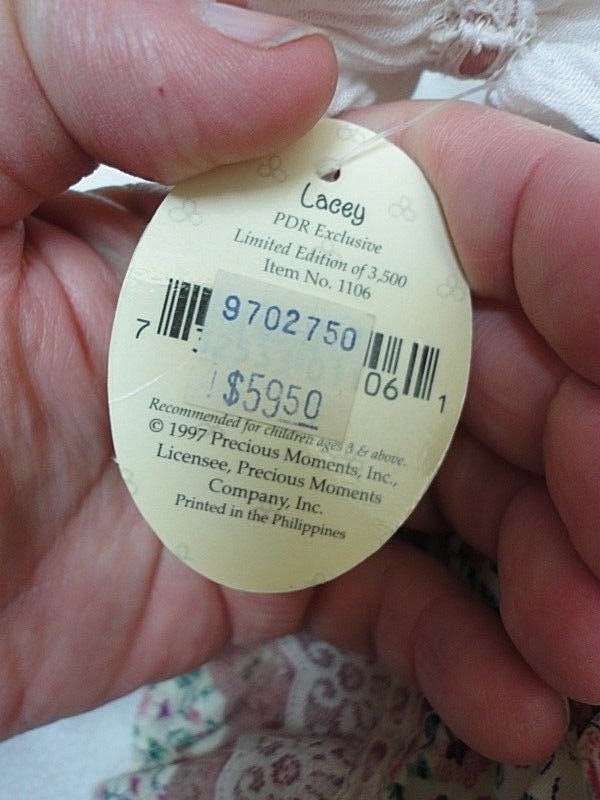 Lacey
PDR Exclusive
Limited Edition of 3,500
Item No. 1106
9702750
7 06 1
$5950
Recommended for children ages 3 & above.
© 1997 Precious Moments, Inc.,
Licensee, Precious Moments
Company, Inc.
Printed in the Philippines